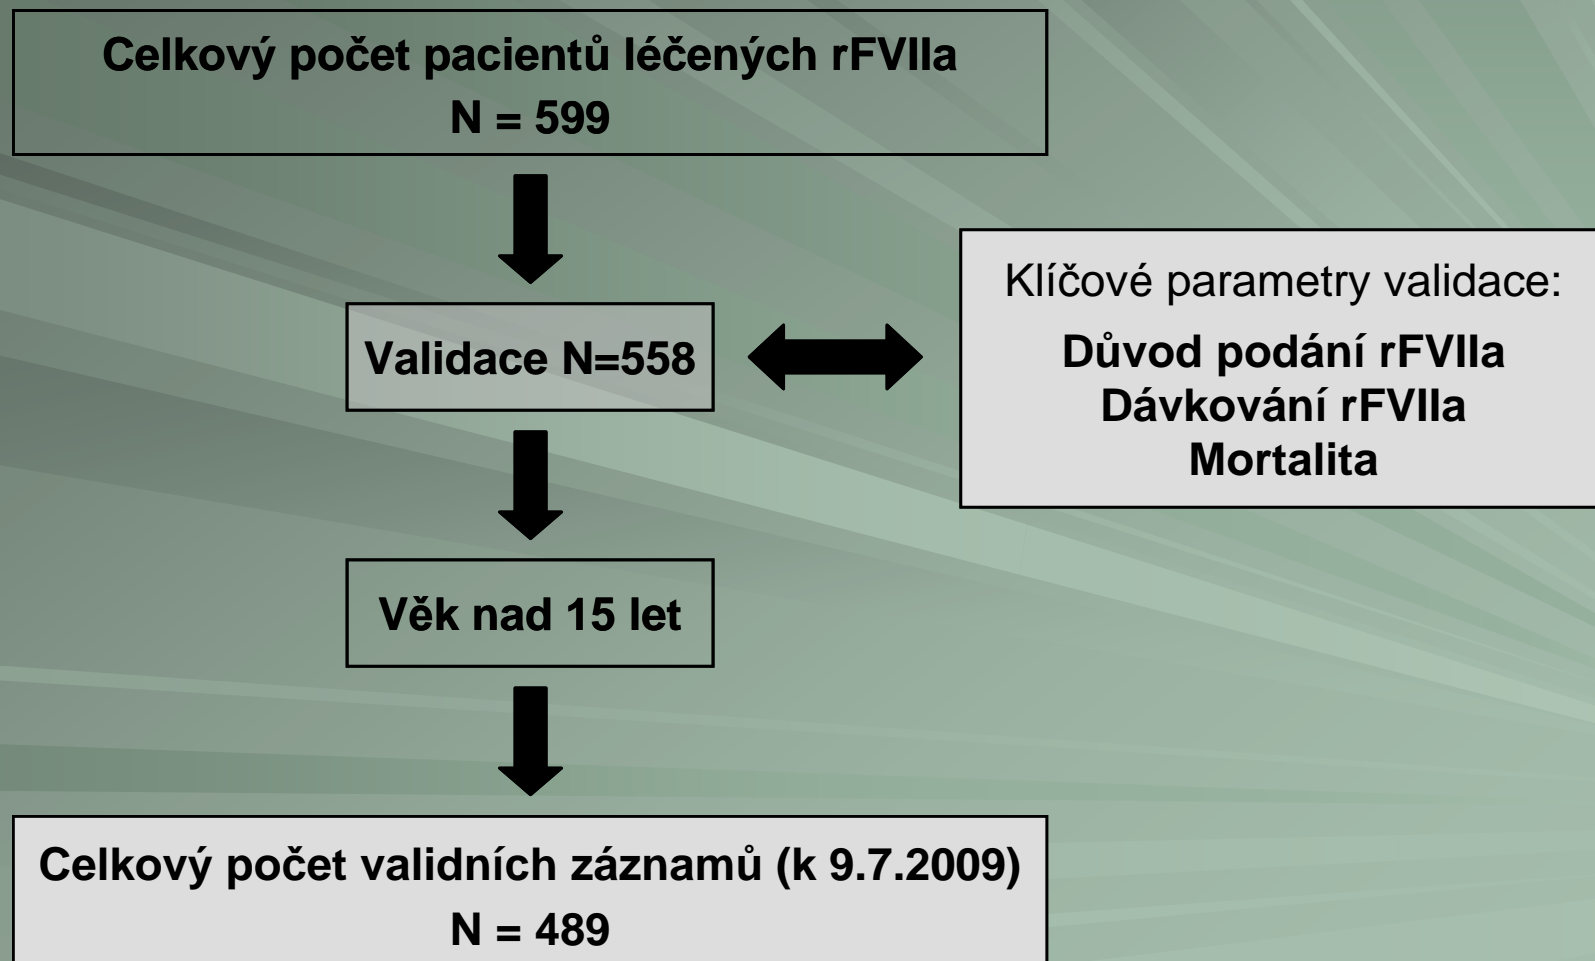 Celkový počet pacientů léčených rFVIIa
N = 599
Validace N=558
Klíčové parametry validace:
Důvod podání rFVIIa
Dávkování rFVIIa
Mortalita
Věk nad 15 let
Celkový počet validních záznamů (k 9.7.2009)
N = 489